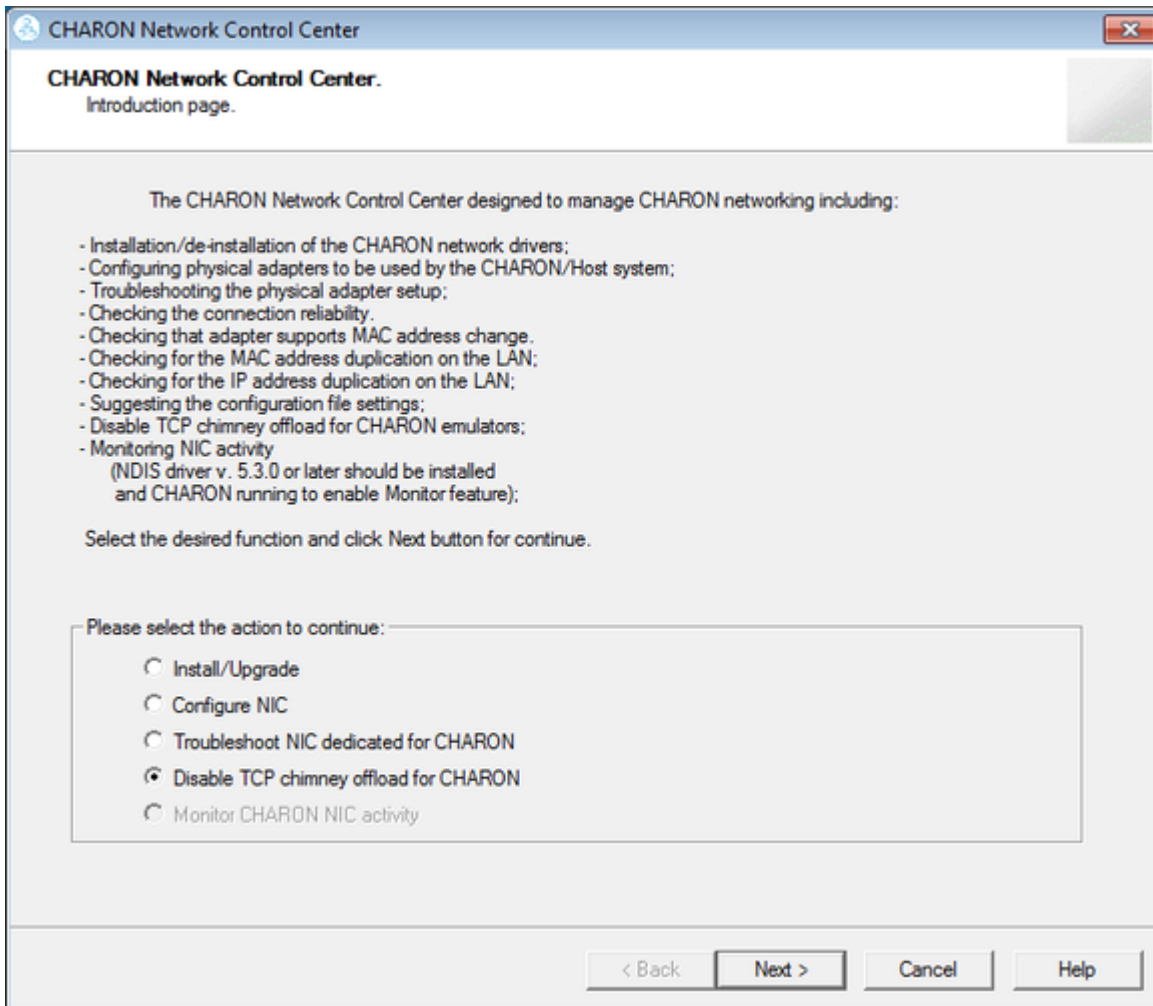 CHARON Network Control Center
CHARON Network Control Center.
Introduction page.
The CHARON Network Control Center designed to manage CHARON networking including:
- Installation/de-installation of the CHARON network drivers;
- Configuring physical adapters to be used by the CHARON/Host system;
- Troubleshooting the physical adapter setup;
- Checking the connection reliability.
- Checking that adapter supports MAC address change.
- Checking for the MAC address duplication on the LAN;
- Checking for the IP address duplication on the LAN;
- Suggesting the configuration file settings;
- Disable TCP chimney offload for CHARON emulators;
- Monitoring NIC activity
(NDIS driver v. 5.3.0 or later should be installed
and CHARON running to enable Monitor feature);
Select the desired function and click Next button for continue.
Please select the action to continue:
Install/Upgrade
Configure NIC
Troubleshoot NIC dedicated for CHARON
Disable TCP chimney offload for CHARON
Monitor CHARON NIC activity
< Back Next > Cancel Help